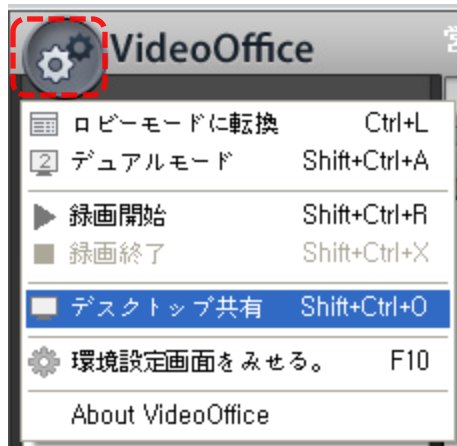 VideoOffice
ロビーモードに転換 Ctrl+L
2 デュアルモード Shift+Ctrl+A
録画開始 Shift+Ctrl+R
録画終了 Shift+Ctrl+X
デスクトップ共有 Shift+Ctrl+O
環境設定画面をみせる。 F10
About VideoOffice